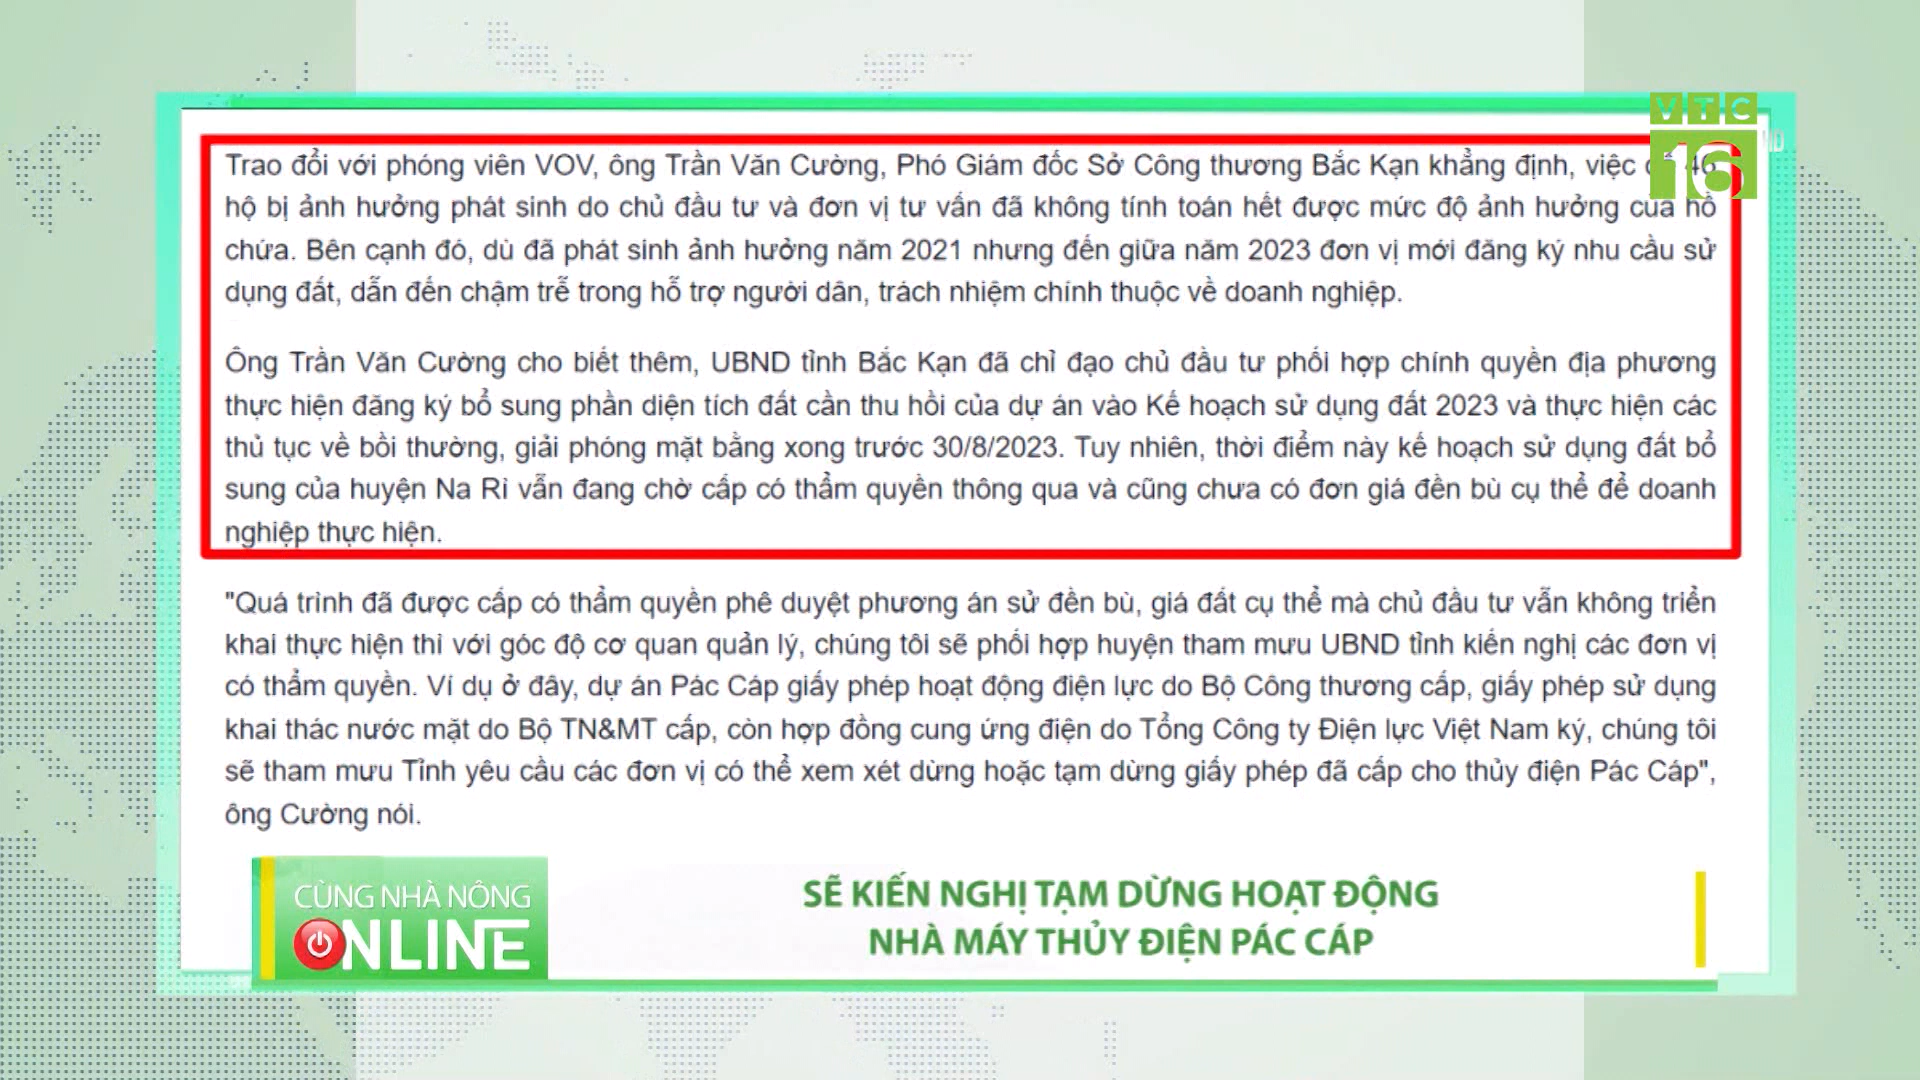 VTC
16
Trao đổi với phóng viên VOV, ông Trần Văn Cường, Phó Giám đốc Sở Công thương Bắc Kạn khẳng định, việc
hộ bị ảnh hưởng phát sinh do chủ đầu tư và đơn vị tư vấn đã không tính toán hết được mức độ ảnh hưởng của hồ
chứa. Bên cạnh đó, dù đã phát sinh ảnh hưởng năm 2021 nhưng đến giữa năm 2023 đơn vị mới đăng ký nhu cầu sử
dụng đất, dẫn đến chậm trễ trong hỗ trợ người dân, trách nhiệm chính thuộc về doanh nghiệp.
Ông Trần Văn Cường cho biết thêm, UBND tỉnh Bắc Kạn đã chỉ đạo chủ đầu tư phối hợp chính quyền địa phương
thực hiện đăng ký bổ sung phần diện tích đất cần thu hồi của dự án vào Kế hoạch sử dụng đất 2023 và thực hiện các
thủ tục về bồi thường, giải phóng mặt bằng xong trước 30/8/2023. Tuy nhiên, thời điểm này kế hoạch sử dụng đất bổ
sung của huyện Na Rì vẫn đang chờ cấp có thẩm quyền thông qua và cũng chưa có đơn giá đền bù cụ thể để doanh
nghiệp thực hiện.
"Quá trình đã được cấp có thẩm quyền phê duyệt phương án sử đền bù, giá đất cụ thể mà chủ đầu tư vẫn không triển
khai thực hiện thì với góc độ cơ quan quản lý, chúng tôi sẽ phối hợp huyện tham mưu UBND tỉnh kiến nghị các đơn vị
có thẩm quyền. Ví dụ ở đây, dự án Pác Cáp giấy phép hoạt động điện lực do Bộ Công thương cấp, giấy phép sử dụng
khai thác nước mặt do Bộ TN&MT cấp, còn hợp đồng cung ứng điện do Tổng Công ty Điện lực Việt Nam ký, chúng tôi
sẽ tham mưu Tỉnh yêu cầu các đơn vị có thể xem xét dừng hoặc tạm dừng giấy phép đã cấp cho thủy điện Pác Cáp",
ông Cường nói.
CÙNG NHÀ NÔNG
ONLINE
SẼ KIẾN NGHỊ TẠM DỪNG HOẠT ĐỘNG
NHÀ MÁY THỦY ĐIỆN PÁC CÁP